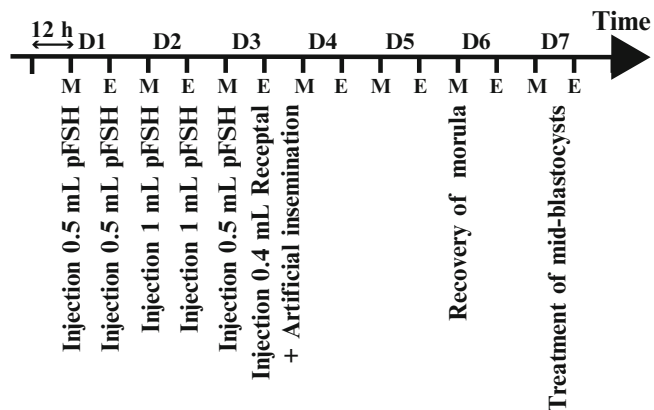 Time
12 h
D1 D2 D3 D4 D5 D6 D7
M E M E M E M E M E M E M E
Injection 0.5 mL pFSH
Injection 0.5 mL pFSH
Injection 1 mL pFSH
Injection 1 mL pFSH
Injection 0.5 mL pFSH
Injection 0.4 mL Receptal
+ Artificial insemination
Recovery of morula
Treatment of mid-blastocysts